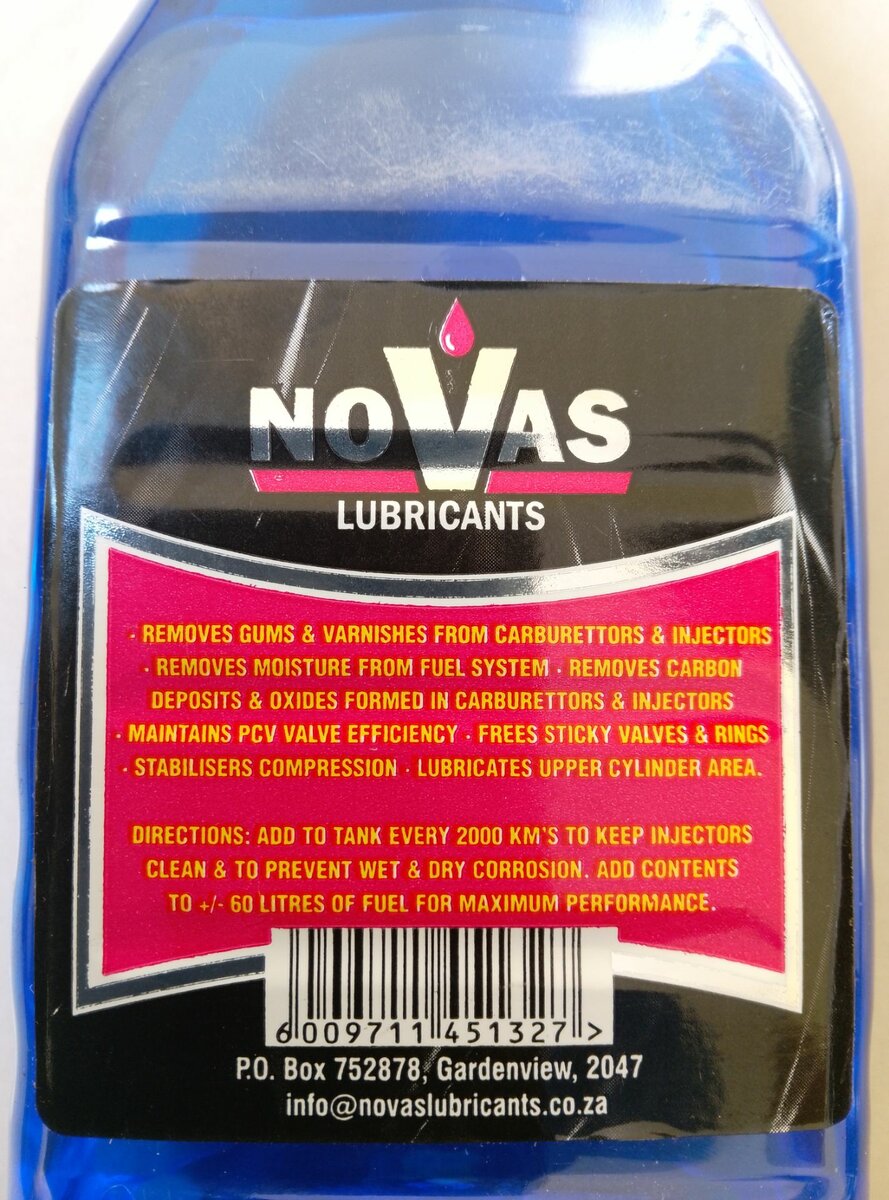 NOVAS
LUBRICANTS
· REMOVES GUMS & VARNISHES FROM CARBURETTORS & INJECTORS
· REMOVES MOISTURE FROM FUEL SYSTEM · REMOVES CARBON
DEPOSITS & OXIDES FORMED IN CARBURETTORS & INJECTORS
· MAINTAINS PCV VALVE EFFICIENCY · FREES STICKY VALVES & RINGS
· STABILISERS COMPRESSION · LUBRICATES UPPER CYLINDER AREA.
DIRECTIONS: ADD TO TANK EVERY 2000 KM'S TO KEEP INJECTORS
CLEAN & TO PREVENT WET & DRY CORROSION. ADD CONTENTS
TO +/- 60 LITRES OF FUEL FOR MAXIMUM PERFORMANCE.
6 009711 451327 >
P.O. Box 752878, Gardenview, 2047
info@novaslubricants.co.za